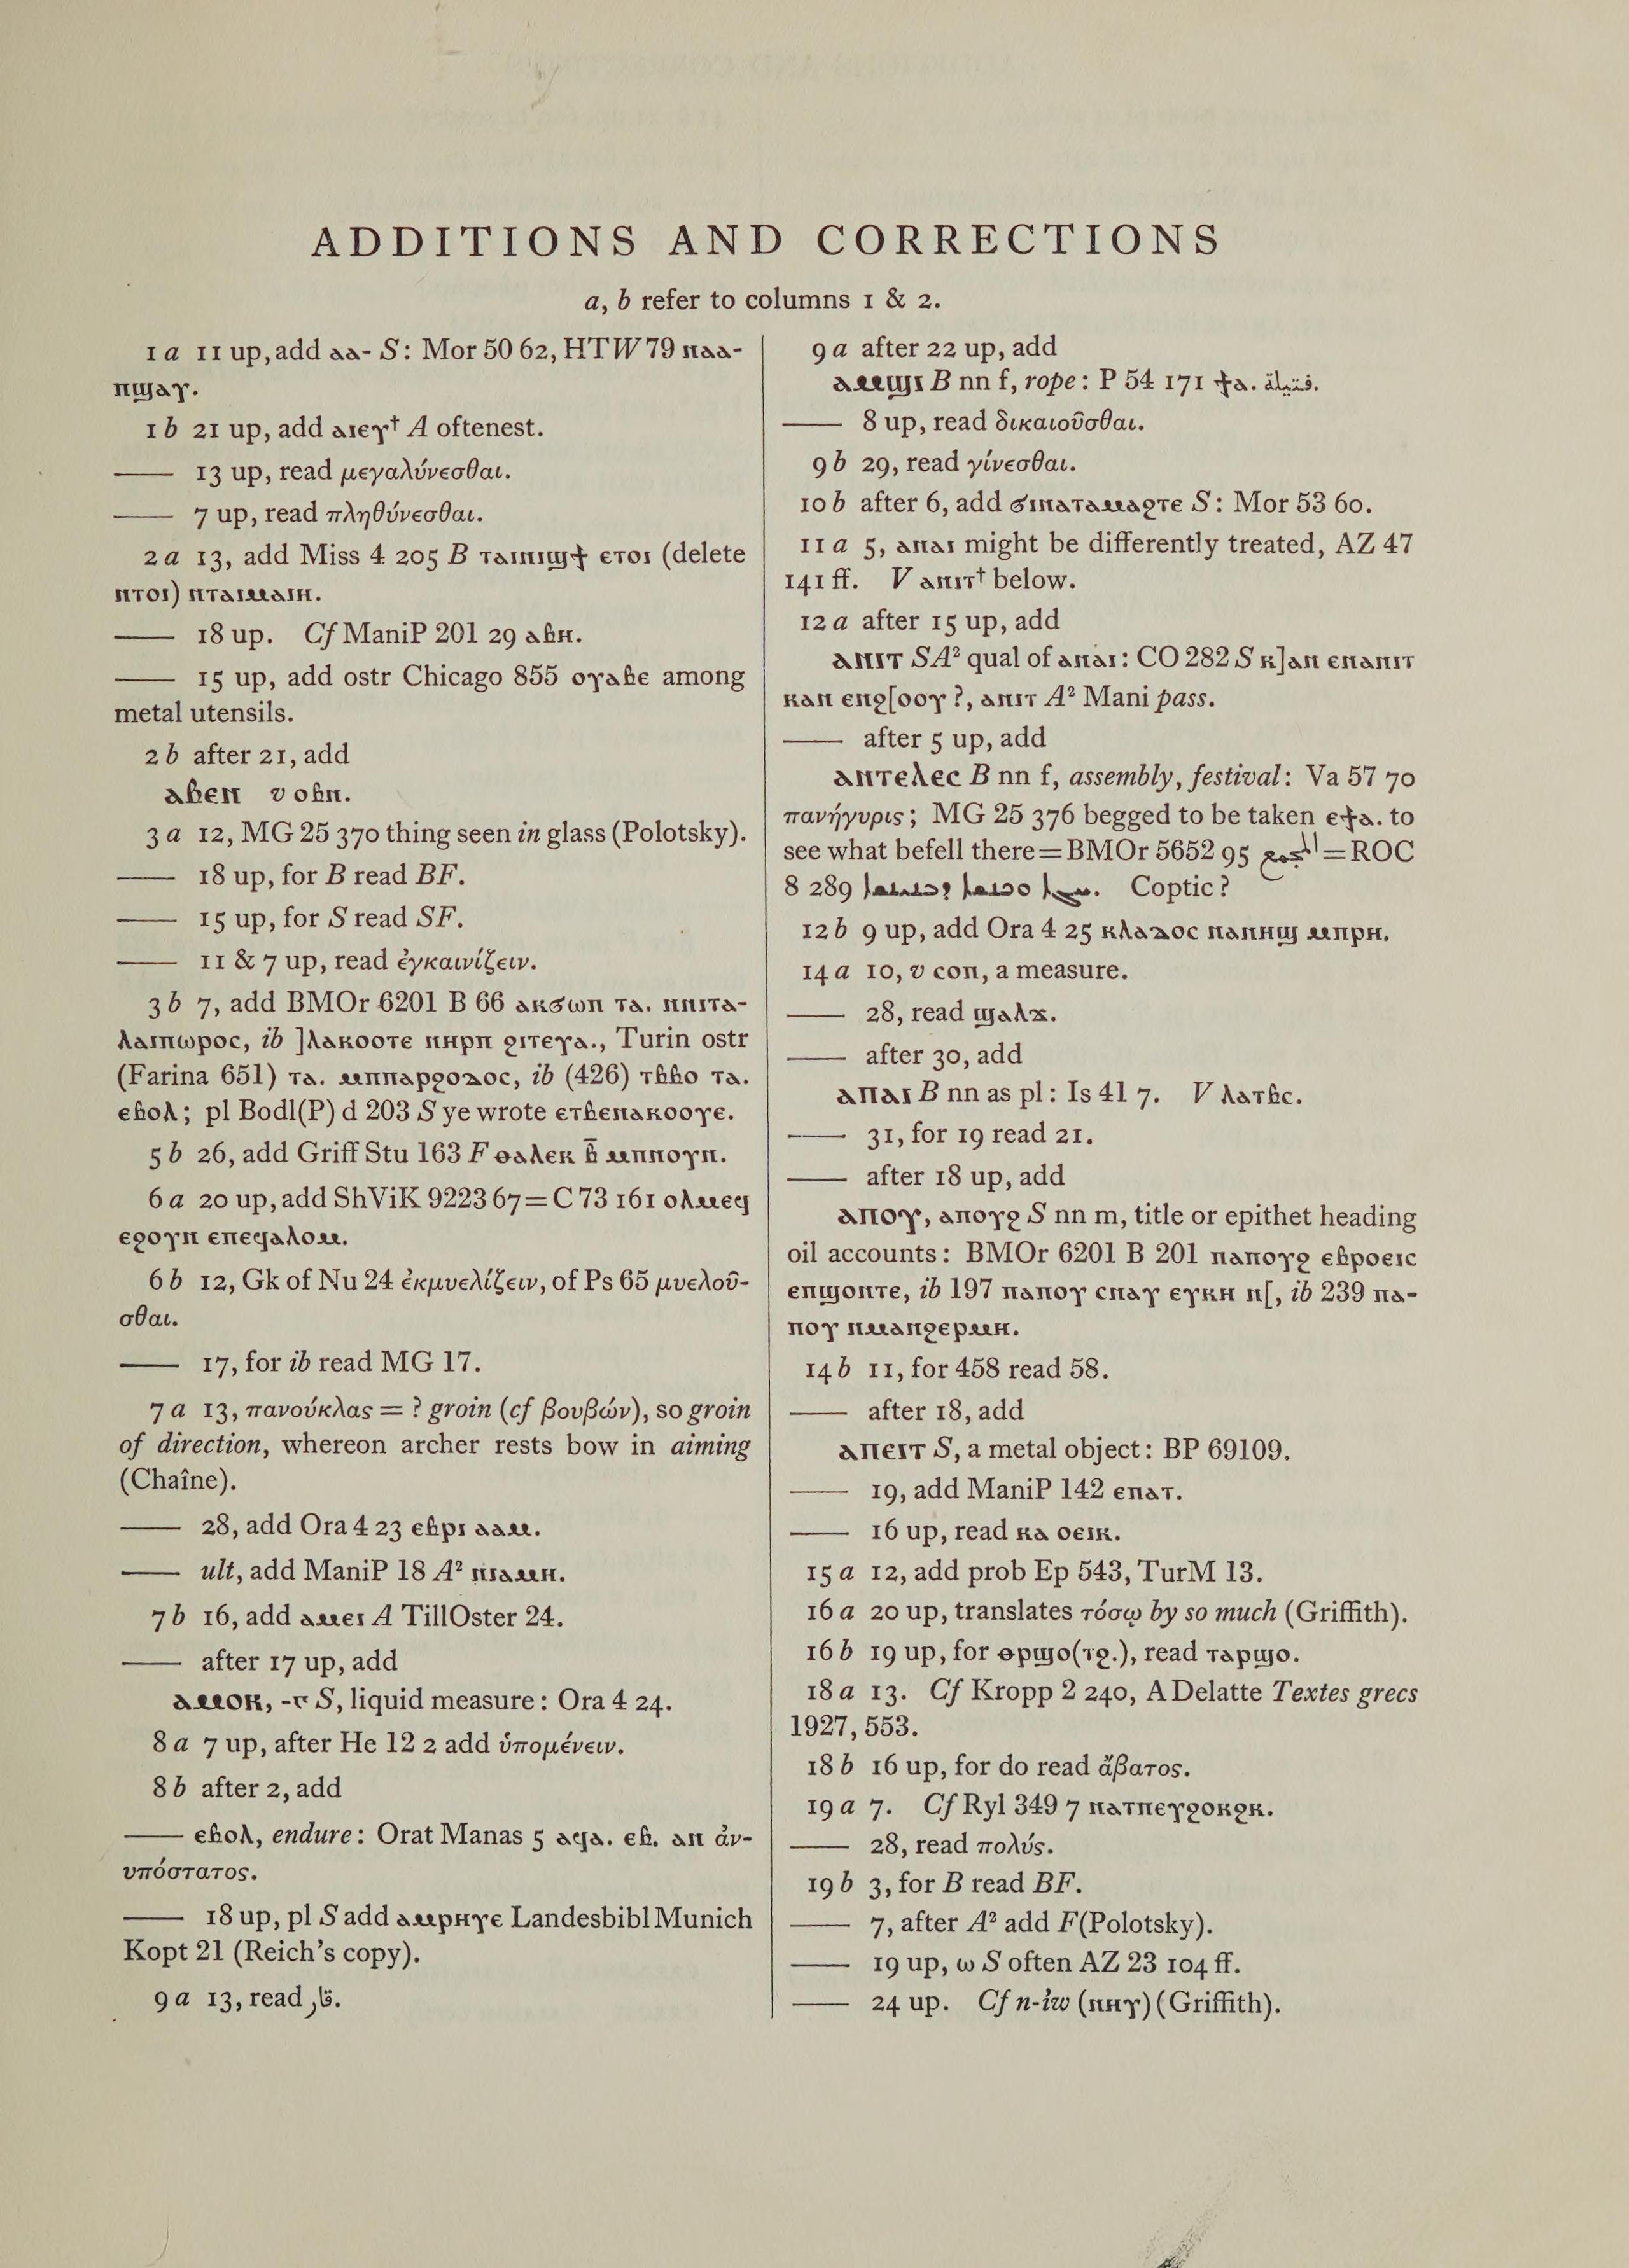 ADDITIONS AND CORRECTIONS
a, b refer to columns 1 & 2.
1 a 11 up, add ⲁⲁ- S: Mor 50 62, HTW 79 ⲛⲁⲁ-
ⲡϣⲁⲩ.
1 b 21 up, add ⲁⲓⲉⲩ† A oftenest.
—— 13 up, read μεγαλύνεσθαι.
—— 7 up, read πληθύνεσθαι.
2 a 13, add Miss 4 205 B ⲧⲁⲓⲛⲓϣϯ ⲉⲧⲟⲓ (delete
ⲛⲧⲟⲓ) ⲛⲧⲁⲓⲙⲁⲓⲏ.
—— 18 up. Cf ManiP 201 29 ⲁⲃⲏ.
—— 15 up, add ostr Chicago 855 ⲟⲩⲁⲃⲉ among
metal utensils.
2 b after 21, add
ⲁⲃⲉⲛ v ⲟⲃⲛ.
3 a 12, MG 25 370 thing seen in glass (Polotsky).
—— 18 up, for B read BF.
—— 15 up, for S read SF.
—— 11 & 7 up, read ἐγκαινίζειν.
3 b 7, add BMOr 6201 B 66 ⲁⲕϭⲱⲡ ⲧⲁ. ⲛⲛⲓⲧⲁ-
ⲗⲁⲓⲡⲱⲣⲟⲥ, ib ]ⲗⲁⲕⲟⲟⲧⲉ ⲛⲏⲣⲡ ϩⲓⲧⲉⲩⲁ., Turin ostr
(Farina 651) ⲧⲁ. ⲙⲡⲡⲁⲣϩⲟⲗⲟⲥ, ib (426) ⲧⲃⲃⲟ ⲧⲁ.
ⲉⲃⲟⲗ; pl Bodl(P) d 203 S ye wrote ⲉⲧⲃⲉⲛⲁⲕⲟⲟⲩⲉ.
5 b 26, add Griff Stu 163 F ⲑⲁⲗⲉⲕ ⲃ̄ ⲙⲡⲛⲟⲩⲛ.
6 a 20 up, add ShViK 9223 67=C 73 161 ⲟⲗⲙⲉϥ
ⲉϩⲟⲩⲛ ⲉⲡⲉϥⲁⲗⲟⲙ.
6 b 12, Gk of Nu 24 ἐκμυελίζειν, of Ps 65 μυελοῦ-
σθαι.
—— 17, for ib read MG 17.
7 a 13, πανούκλας = ? groin (cf βουβών), so groin
of direction, whereon archer rests bow in aiming
(Chaîne).
—— 28, add Ora 4 23 ⲉⲃⲣⲓ ⲁⲁⲙ.
—— ult, add ManiP 18 A² ⲛⲓⲁⲙⲏ.
7 b 16, add ⲁⲙⲉⲓ A TillOster 24.
—— after 17 up, add
ⲁⲙⲟⲕ, -ⲅ S, liquid measure: Ora 4 24.
8 a 7 up, after He 12 2 add ὑπομένειν.
8 b after 2, add
—— ⲉⲃⲟⲗ, endure: Orat Manas 5 ⲁϥⲁ. ⲉⲃ. ⲁⲛ ἀν-
υπόστατος.
—— 18 up, pl S add ⲁⲙⲣⲏⲩⲉ Landesbibl Munich
Kopt 21 (Reich's copy).
9 a 13, read
9 a after 22 up, add
ⲁⲙϣⲓ B nn f, rope: P 54 171 ϯⲁ. فتيلة.
—— 8 up, read δικαιοῦσθαι.
9 b 29, read γίνεσθαι.
10 b after 6, add ϭⲓⲛⲁⲧⲁⲙⲁϩⲧⲉ S: Mor 53 60.
11 a 5, ⲁⲛⲁⲓ might be differently treated, AZ 47
141 ff. V ⲁⲛⲓⲧ† below.
12 a after 15 up, add
ⲁⲛⲓⲧ SA² qual of ⲁⲛⲁⲓ: CO 282 S ⲕ]ⲁⲛ ⲉⲛⲁⲛⲓⲧ
ⲕⲁⲛ ⲉⲛϩ[ⲟⲟⲩ ?, ⲁⲛⲓⲧ A² Mani pass.
—— after 5 up, add
ⲁⲛⲧⲉⲗⲉⲥ B nn f, assembly, festival: Va 57 70
πανήγυρις; MG 25 376 begged to be taken ⲉϯⲁ. to
see what befell there=BMOr 5652 95 المجمع=ROC
8 289 . Coptic?
12 b 9 up, add Ora 4 25 ⲕⲗⲁⲇⲟⲥ ⲛⲁⲡⲏϣ ⲙⲡⲣⲏ.
14 a 10, v ⲥⲟⲡ, a measure.
—— 28, read ϣⲁⲗϫ.
—— after 30, add
ⲁⲡⲁⲓ B nn as pl: Is 41 7. V ⲗⲁⲧⲃⲥ.
—— 31, for 19 read 21.
—— after 18 up, add
ⲁⲡⲟⲩ, ⲁⲡⲟⲩϩ S nn m, title or epithet heading
oil accounts: BMOr 6201 B 201 ⲡⲁⲡⲟⲩϩ ⲉⲃⲣⲟⲉⲓⲥ
ⲉⲡϣⲟⲛⲧⲉ, ib 197 ⲡⲁⲡⲟⲩ ⲥⲛⲁⲩ ⲉⲩⲕⲏ ⲛ[, ib 239 ⲡⲁ-
ⲡⲟⲩ ⲛⲙⲁⲛϩⲉⲣⲙⲏ.
14 b 11, for 458 read 58.
—— after 18, add
ⲁⲡⲉⲓⲧ S, a metal object: BP 69109.
—— 19, add ManiP 142 ⲉⲡⲁⲧ.
—— 16 up, read ⲕⲁ ⲟⲉⲓⲕ.
15 a 12, add prob Ep 543, TurM 13.
16 a 20 up, translates τόσῳ by so much (Griffith).
16 b 19 up, for ⲑⲣϣⲟ(ⲧϩ.), read ⲧⲁⲣϣⲟ.
18 a 13. Cf Kropp 2 240, A Delatte Textes grecs
1927, 553.
18 b 16 up, for do read ἄβατος.
19 a 7. Cf Ryl 349 7 ⲡⲁⲧⲡⲉⲩϩⲟⲕϩⲕ.
—— 28, read πολύς.
19 b 3, for B read BF.
—— 7, after A² add F(Polotsky).
—— 19 up, ⲱ S often AZ 23 104 ff.
—— 24 up. Cf n-ỉw (ⲛⲏⲩ) (Griffith).